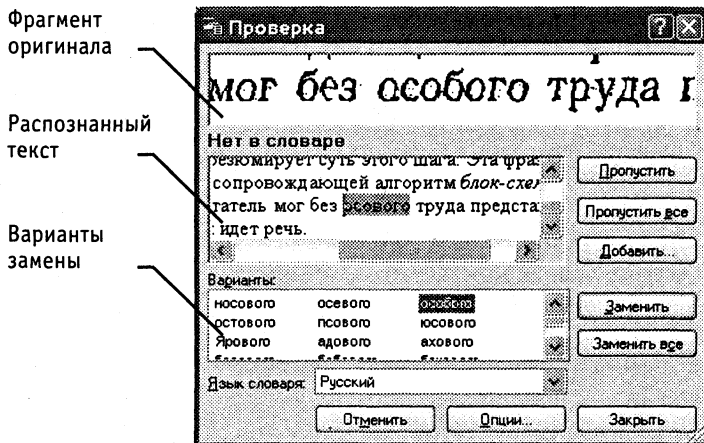 Фрагмент
оригинала
Распознанный
текст
Варианты
замены
Проверка
мог без особого труда п
Нет в словаре
резюмирует суть этого шага. Эта фраз
сопровождающей алгоритм блок-схем
татель мог без осового труда предста
: идет речь.
Пропустить
Пропустить все
Добавить...
Варианты:
носового осевого особого
остового псового юсового
Ярового адового ахового
Заменить
Заменить все
Язык словаря: Русский
Отменить Опции... Закрыть